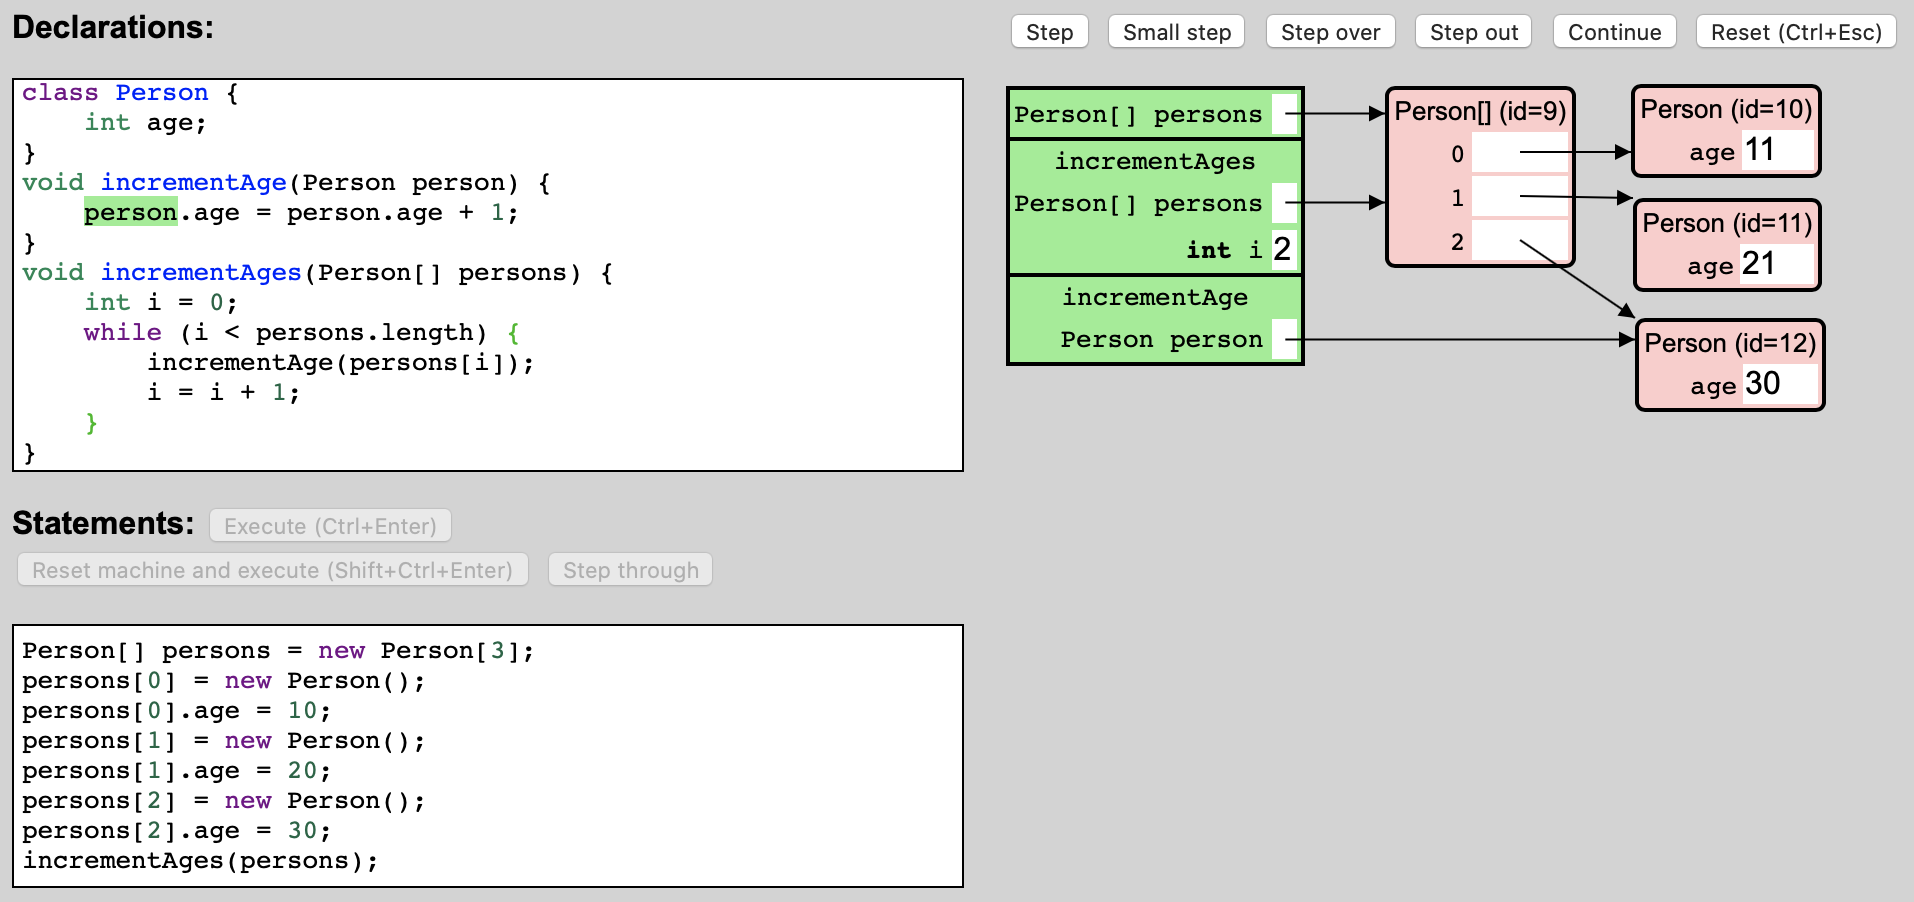 Declarations:
class Person {
    int age;
}
void incrementAge(Person person) {
    person.age = person.age + 1;
}
void incrementAges(Person[] persons) {
    int i = 0;
    while (i < persons.length) {
        incrementAge(persons[i]);
        i = i + 1;
    }
}
Statements: Execute (Ctrl+Enter)
Reset machine and execute (Shift+Ctrl+Enter) Step through
Person[] persons = new Person[3];
persons[0] = new Person();
persons[0].age = 10;
persons[1] = new Person();
persons[1].age = 20;
persons[2] = new Person();
persons[2].age = 30;
incrementAges(persons);
Step Small step Step over Step out Continue Reset (Ctrl+Esc)
Person[] persons
incrementAges
Person[] persons
int i 2
incrementAge
Person person
Person[] (id=9)
0
1
2
Person (id=10)
age 11
Person (id=11)
age 21
Person (id=12)
age 30